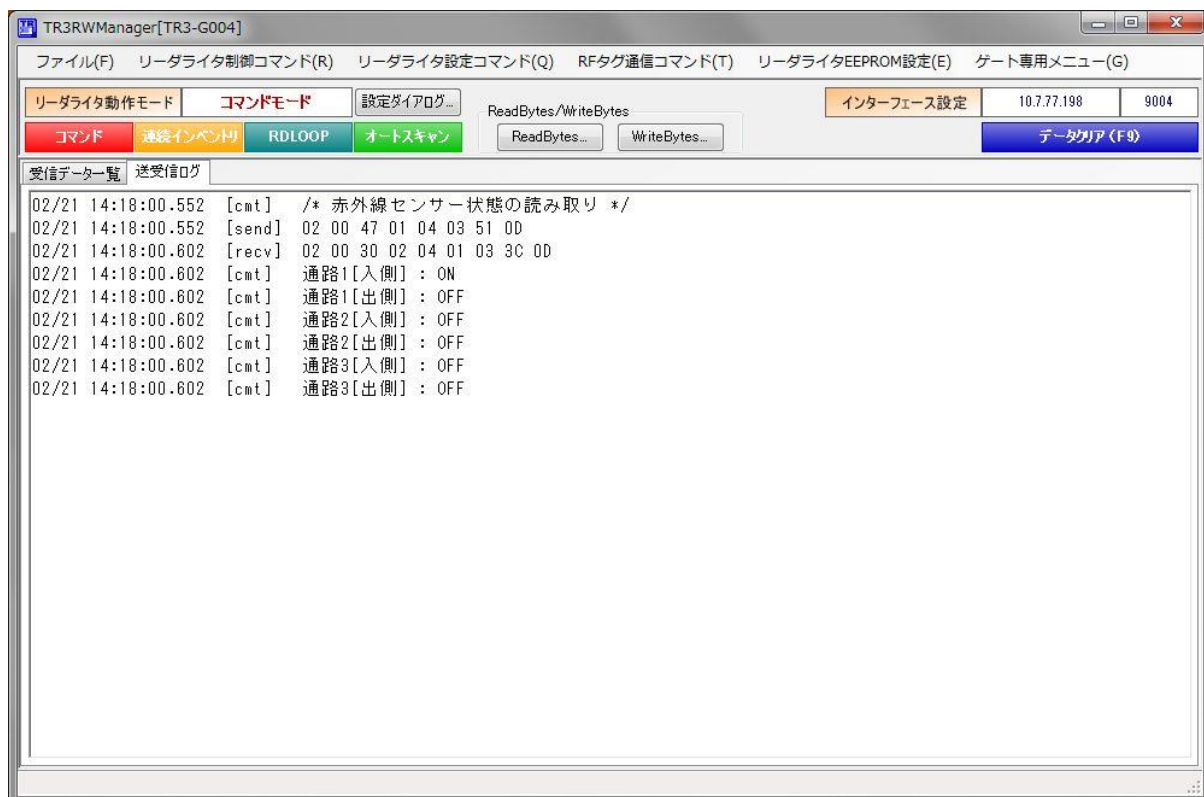 TR3RWManager[TR3-G004]
ファイル(F) リーダライタ制御コマンド(R) リーダライタ設定コマンド(Q) RFタグ通信コマンド(T) リーダライタEEPROM設定(E) ゲート専用メニュー(G)
リーダライタ動作モード コマンドモード 設定ダイアログ... ReadBytes/WriteBytes インターフェース設定 10.7.77.198 9004
コマンド 連続インベントリ RDLOOP オートスキャン ReadBytes... WriteBytes... データクリア(F9)
受信データ一覧 送受信ログ
02/21 14:18:00.552 [cmt] /* 赤外線センサー状態の読み取り */
02/21 14:18:00.552 [send] 02 00 47 01 04 03 51 0D
02/21 14:18:00.602 [recv] 02 00 30 02 04 01 03 3C 0D
02/21 14:18:00.602 [cmt] 通路1[入側] : ON
02/21 14:18:00.602 [cmt] 通路1[出側] : OFF
02/21 14:18:00.602 [cmt] 通路2[入側] : OFF
02/21 14:18:00.602 [cmt] 通路2[出側] : OFF
02/21 14:18:00.602 [cmt] 通路3[入側] : OFF
02/21 14:18:00.602 [cmt] 通路3[出側] : OFF